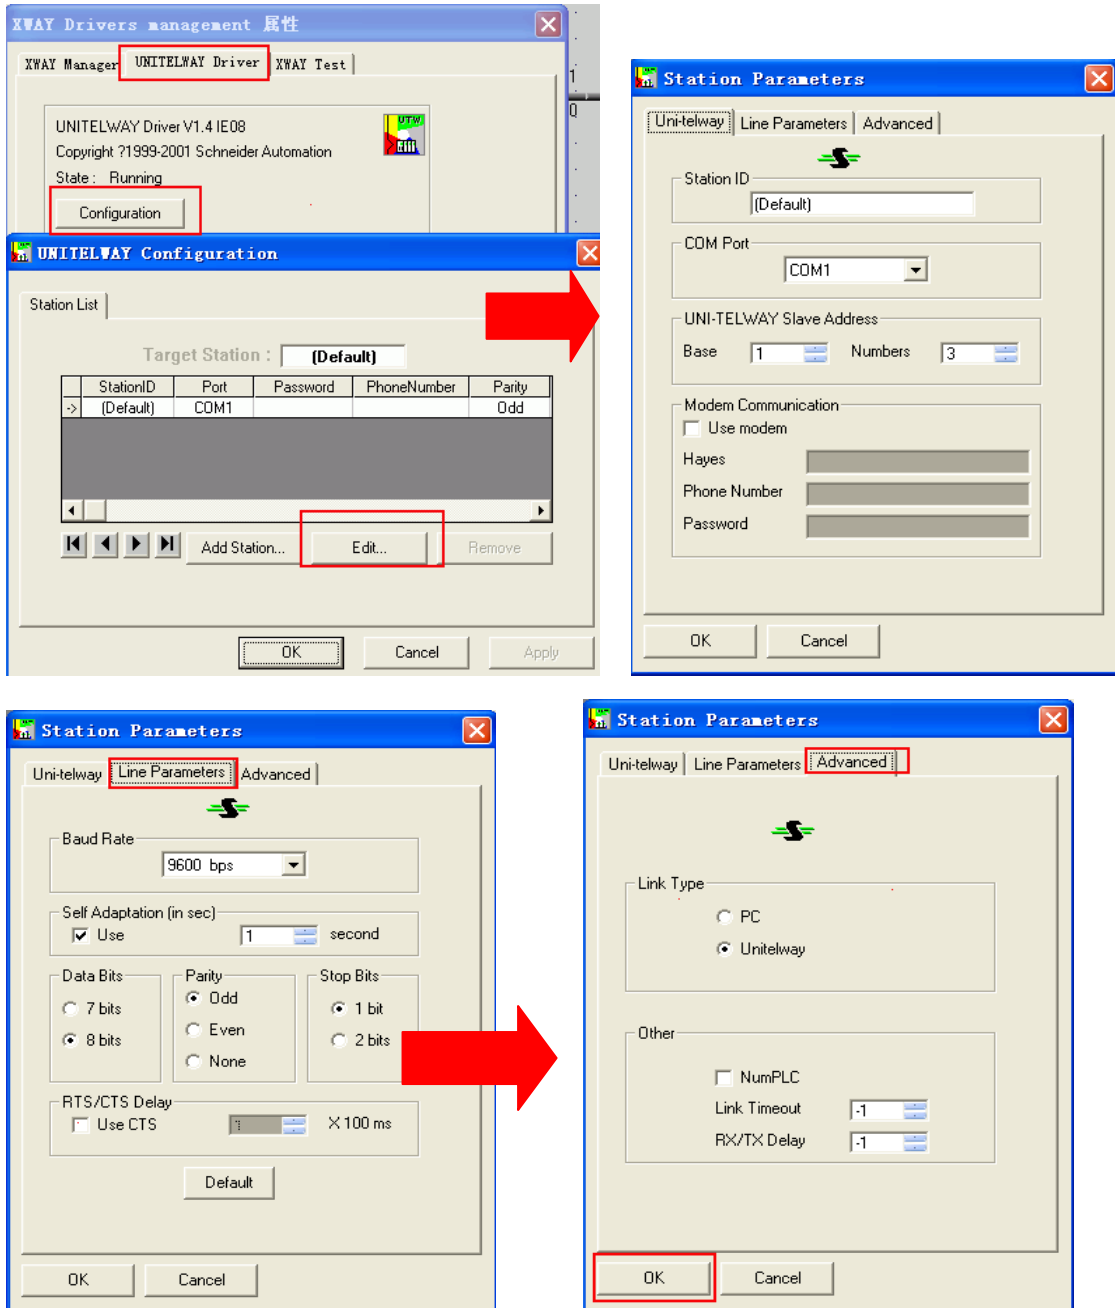 XWAY Drivers management 属性
XWAY Manager UNITELWAY Driver XWAY Test
UNITELWAY Driver V1.4 IE08
Copyright ?1999-2001 Schneider Automation
State : Running
Configuration
1
0
UTW
UNITELWAY Configuration
Station List
Target Station : (Default)
StationID Port Password PhoneNumber Parity
-> (Default) COM1 Odd
Add Station... Edit... Remove
OK Cancel Apply
Station Parameters
Uni-telway Line Parameters Advanced
Station ID
(Default)
COM Port
COM1
UNI-TELWAY Slave Address
Base 1 Numbers 3
Modem Communication
Use modem
Hayes
Phone Number
Password
OK Cancel
Station Parameters
Uni-telway Line Parameters Advanced
Baud Rate
9600 bps
Self Adaptation (in sec)
Use 1 second
Data Bits Parity Stop Bits
7 bits Odd 1 bit
8 bits Even 2 bits
None
RTS/CTS Delay
Use CTS 1 X 100 ms
Default
OK Cancel
Station Parameters
Uni-telway Line Parameters Advanced
Link Type
PC
Unitelway
Other
NumPLC
Link Timeout -1
RX/TX Delay -1
OK Cancel